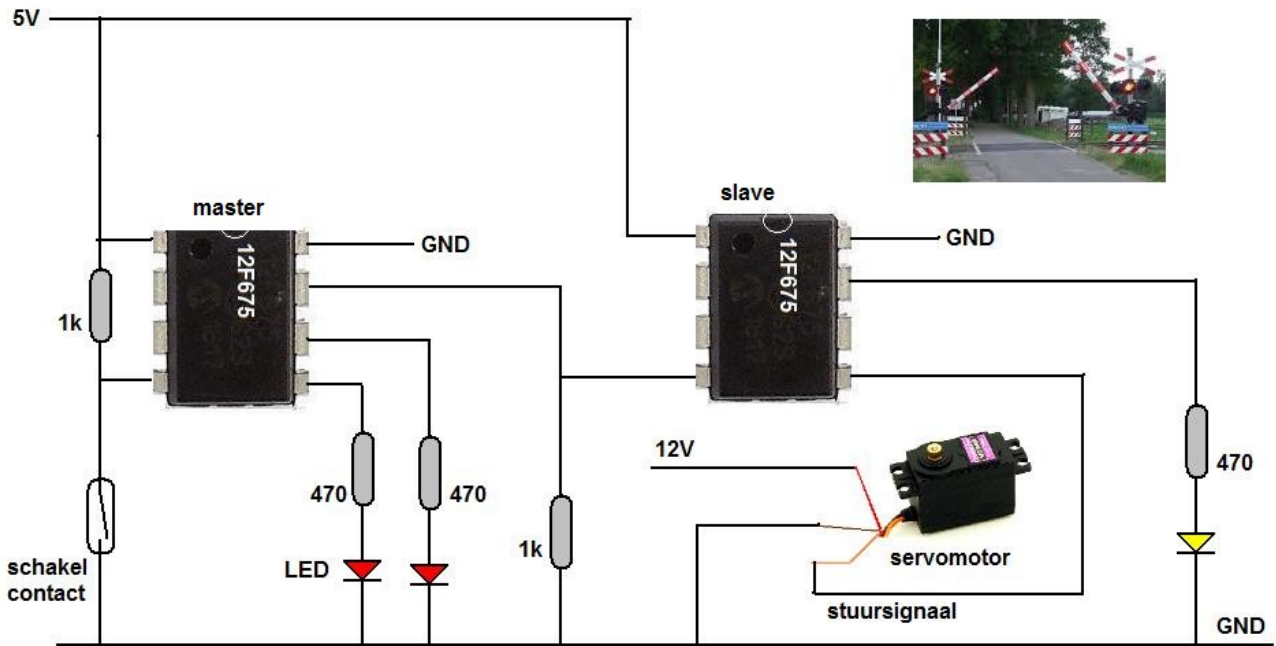 5V
master
slave
GND
GND
12F675
12F675
1k
470
470
470
12V
1k
LED
servomotor
schakel
contact
stuursignaal
GND